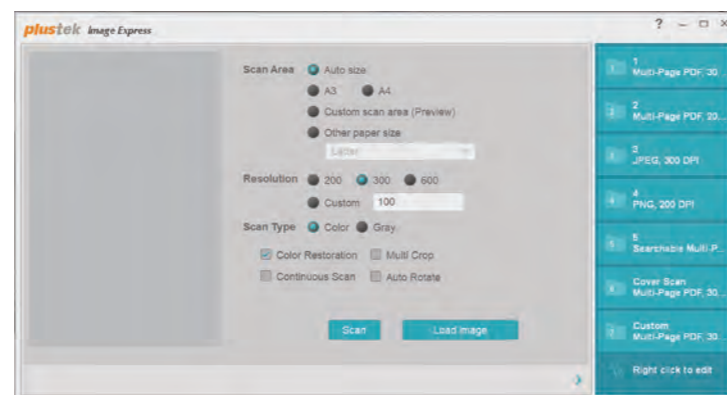 plustek Image Express
? – □ ×
Scan Area Auto size
A3 A4
Custom scan area (Preview)
Other paper size
Letter
Resolution 200 300 600
Custom 100
Scan Type Color Gray
Color Restoration Multi Crop
Continuous Scan Auto Rotate
Scan Load Image
1
Multi-Page PDF, 30...
2
Multi-Page PDF, 20...
3
JPEG, 300 DPI
4
PNG, 200 DPI
5
Searchable Multi-P...
Cover Scan
Multi-Page PDF, 30...
Custom
Multi-Page PDF, 30...
Right click to edit